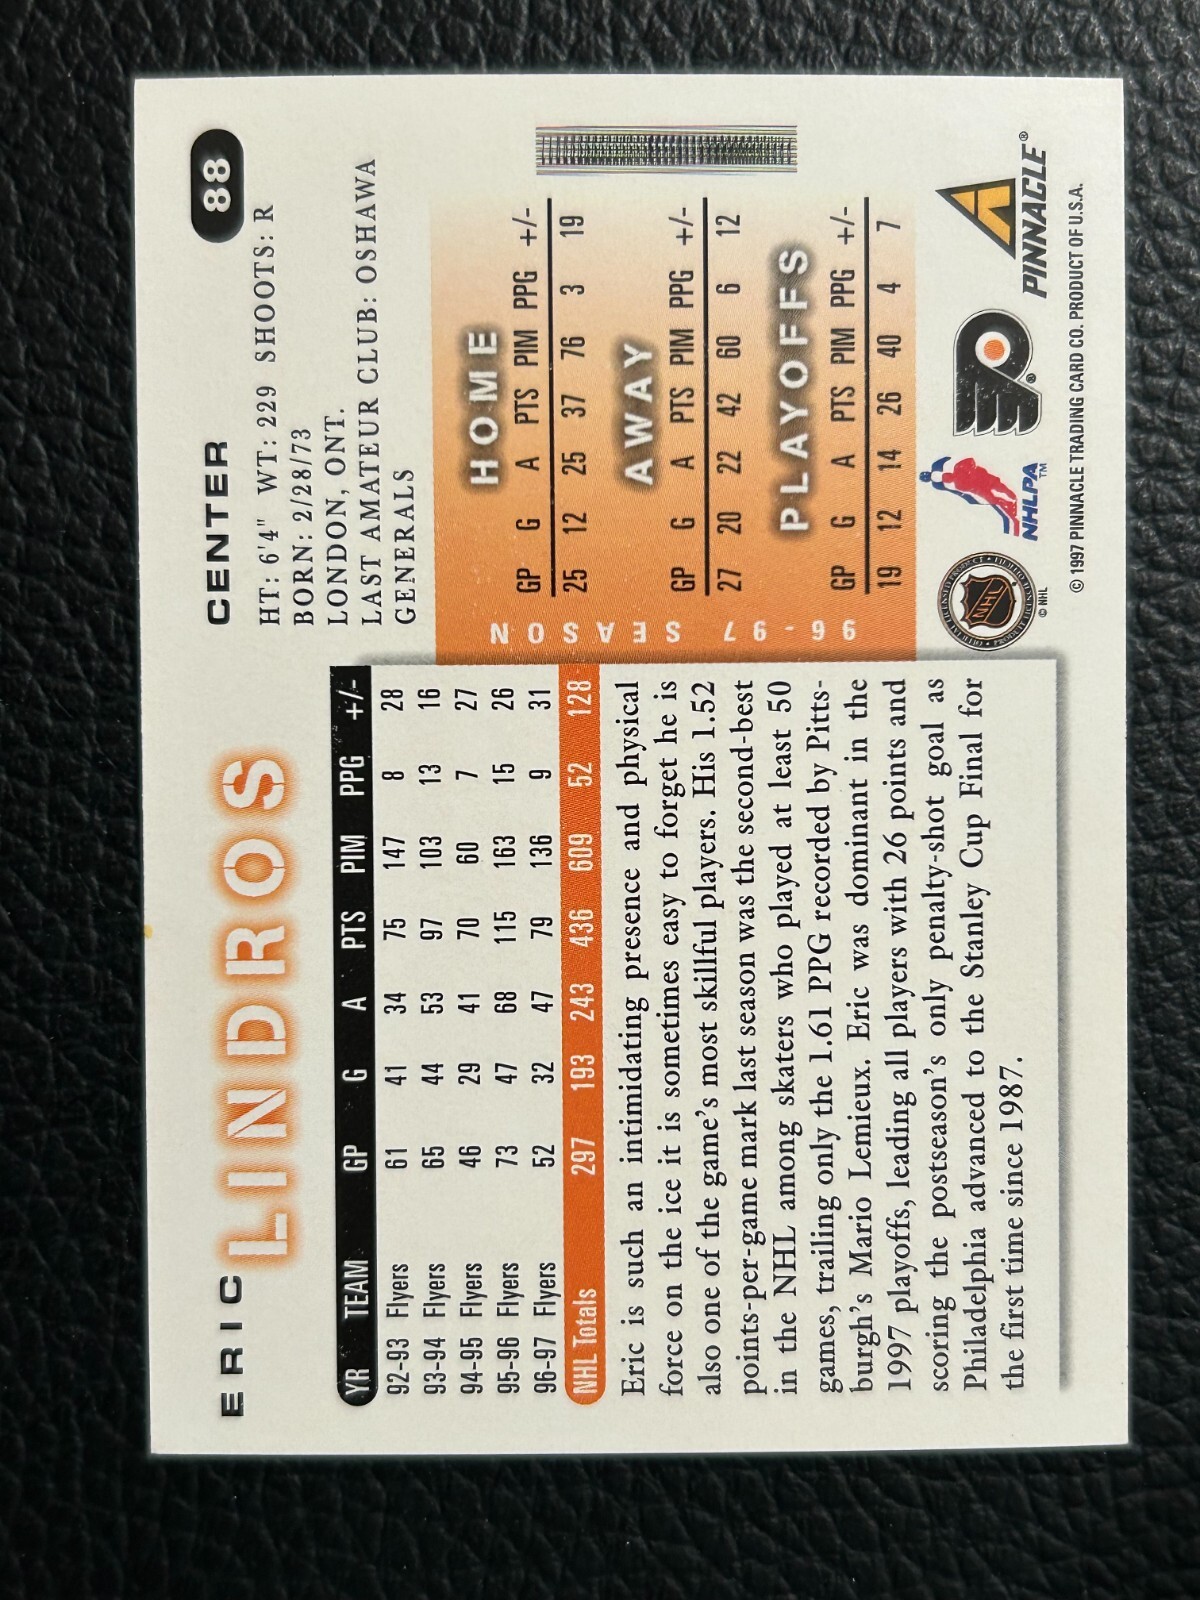 ERIC LINDROS
CENTER
88
HT: 6'4" WT: 229 SHOOTS: R
BORN: 2/28/73
LONDON, ONT.
LAST AMATEUR CLUB: OSHAWA
GENERALS
YR TEAM GP G A PTS PIM PPG +/-
92-93 Flyers 61 41 34 75 147 8 28
93-94 Flyers 65 44 53 97 103 13 16
94-95 Flyers 46 29 41 70 60 7 27
95-96 Flyers 73 47 68 115 163 15 26
96-97 Flyers 52 32 47 79 136 9 31
NHL Totals 297 193 243 436 609 52 128
Eric is such an intimidating presence and physical
force on the ice it is sometimes easy to forget he is
also one of the game's most skillful players. His 1.52
points-per-game mark last season was the second-best
in the NHL among skaters who played at least 50
games, trailing only the 1.61 PPG recorded by Pitts-
burgh's Mario Lemieux. Eric was dominant in the
1997 playoffs, leading all players with 26 points and
scoring the postseason's only penalty-shot goal as
Philadelphia advanced to the Stanley Cup Final for
the first time since 1987.
96-97 SEASON
HOME
GP G A PTS PIM PPG +/-
25 12 25 37 76 3 19
AWAY
GP G A PTS PIM PPG +/-
27 20 22 42 60 6 12
PLAYOFFS
GP G A PTS PIM PPG +/-
19 12 14 26 40 4 7
NHL
© NHL
NHLPA™
®
PINNACLE®
© 1997 PINNACLE TRADING CARD CO. PRODUCT OF U.S.A.